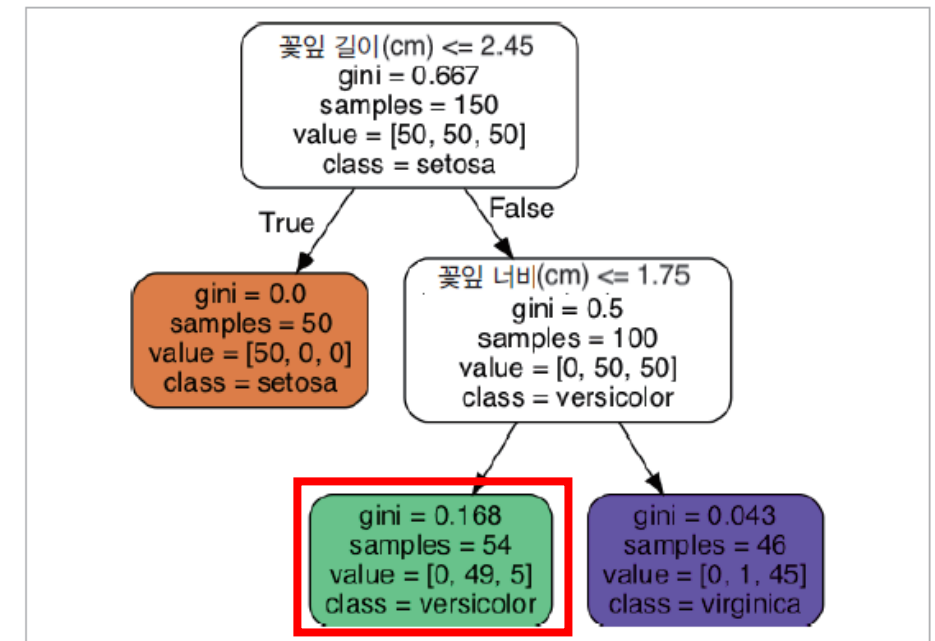 꽃잎 길이(cm) <= 2.45
gini = 0.667
samples = 150
value = [50, 50, 50]
class = setosa
True
False
gini = 0.0
samples = 50
value = [50, 0, 0]
class = setosa
꽃잎 너비(cm) <= 1.75
gini = 0.5
samples = 100
value = [0, 50, 50]
class = versicolor
gini = 0.168
samples = 54
value = [0, 49, 5]
class = versicolor
gini = 0.043
samples = 46
value = [0, 1, 45]
class = virginica